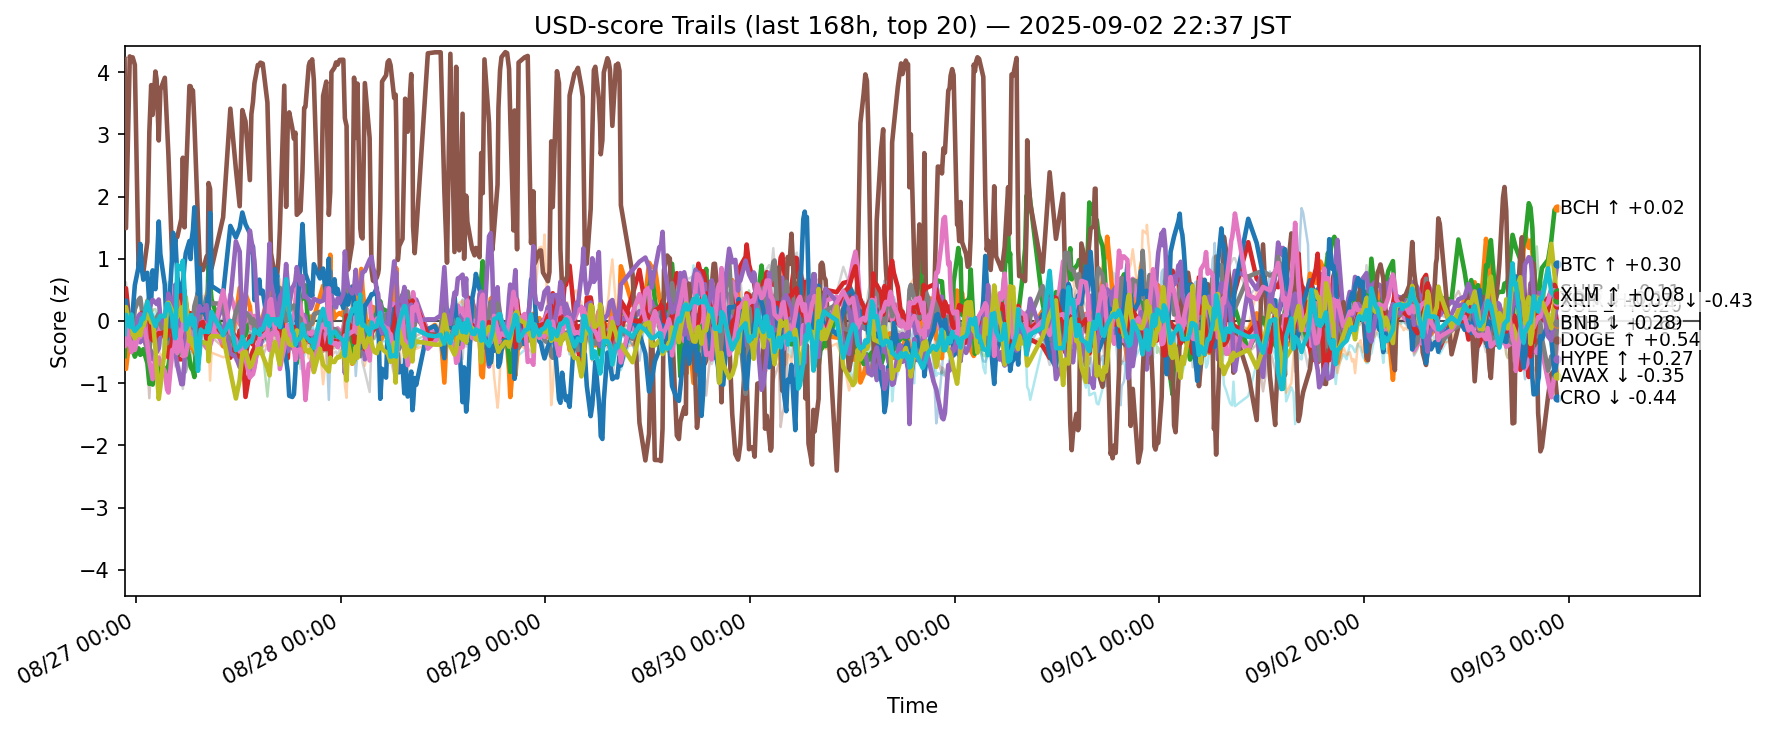 USD-score Trails (last 168h, top 20) — 2025-09-02 22:37 JST
Score (z)
4
3
2
1
0
−1
−2
−3
−4
BCH ↑ +0.02
BTC ↑ +0.30
XLM ↑ +0.08
↓ -0.43
BNB ↓ -0.28
DOGE ↑ +0.54
HYPE ↑ +0.27
AVAX ↓ -0.35
CRO ↓ -0.44
08/27 00:00
08/28 00:00
08/29 00:00
08/30 00:00
08/31 00:00
09/01 00:00
09/02 00:00
09/03 00:00
Time